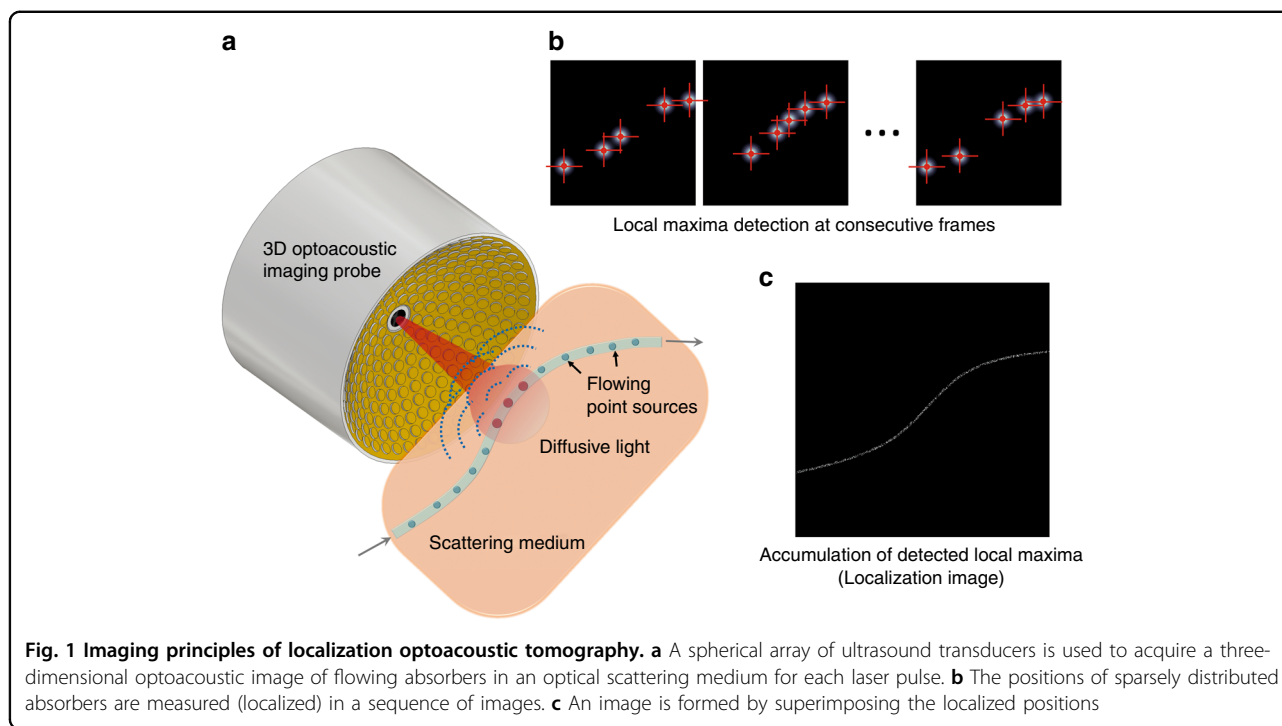 a
b
Local maxima detection at consecutive frames
3D optoacoustic
imaging probe
Flowing
point sources
Diffusive light
Scattering medium
c
Accumulation of detected local maxima
(Localization image)
Fig. 1 Imaging principles of localization optoacoustic tomography. a A spherical array of ultrasound transducers is used to acquire a three-
dimensional optoacoustic image of flowing absorbers in an optical scattering medium for each laser pulse. b The positions of sparsely distributed
absorbers are measured (localized) in a sequence of images. c An image is formed by superimposing the localized positions